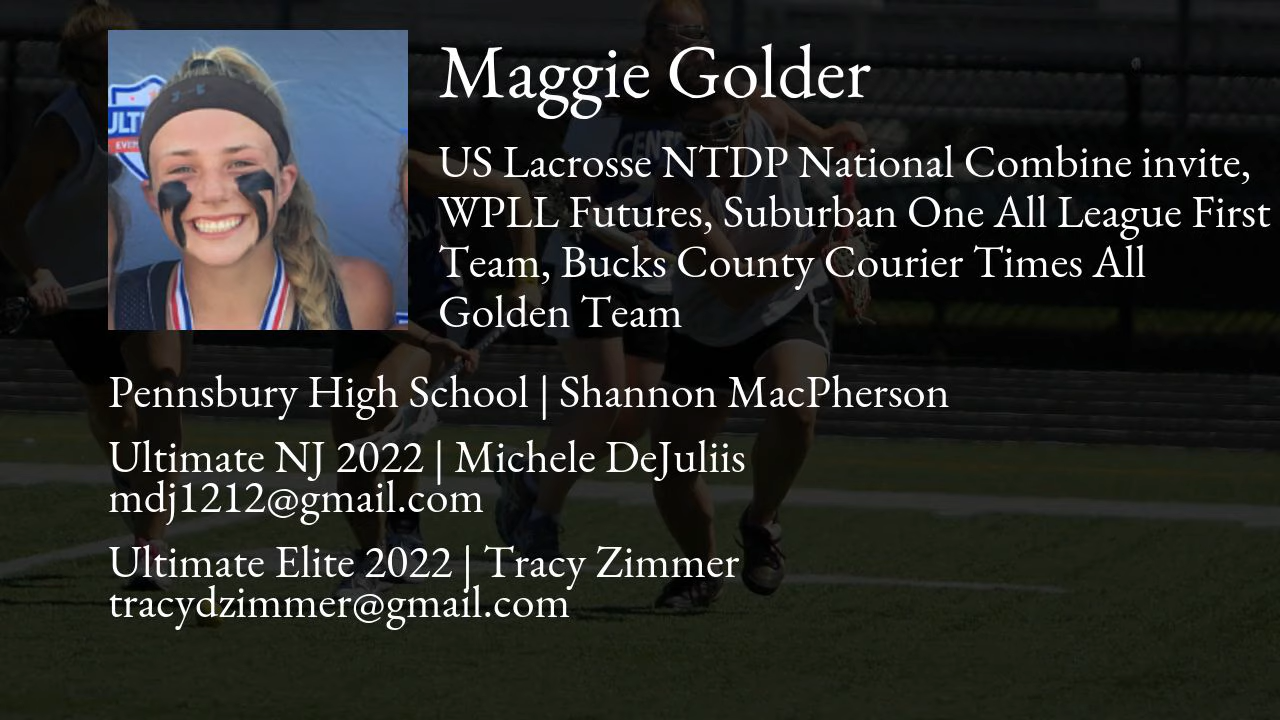 Maggie Golder
US Lacrosse NTDP National Combine invite,
WPLL Futures, Suburban One All League First
Team, Bucks County Courier Times All
Golden Team
Pennsbury High School | Shannon MacPherson
Ultimate NJ 2022 | Michele DeJuliis
mdj1212@gmail.com
Ultimate Elite 2022 | Tracy Zimmer
tracydzimmer@gmail.com